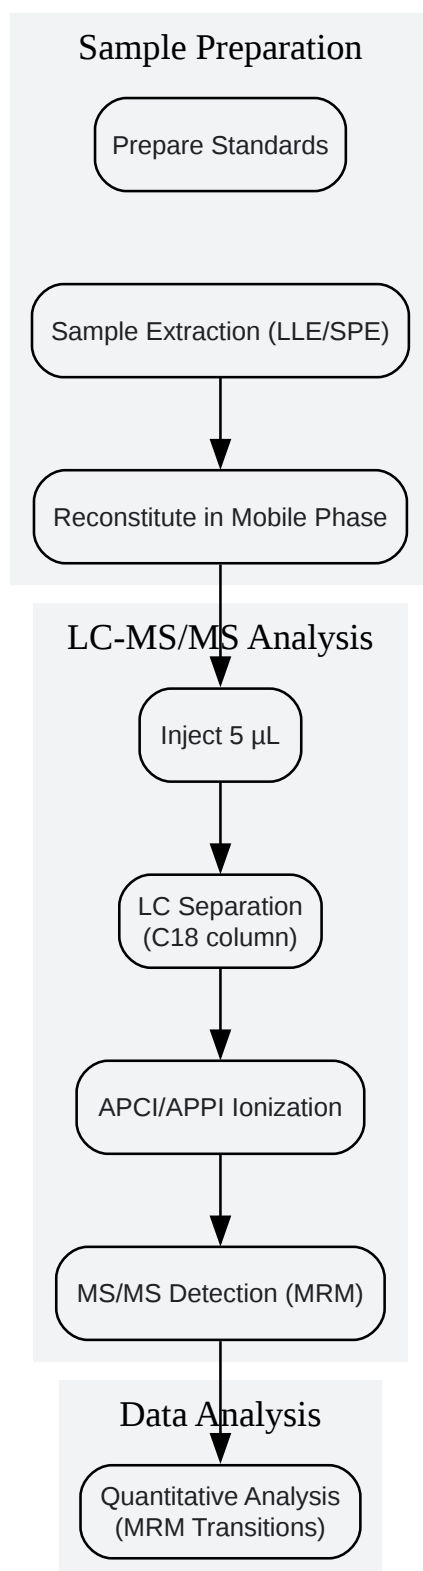 Sample Preparation
Prepare Standards
Sample Extraction (LLE/SPE)
Reconstitute in Mobile Phase
LC-MS/MS Analysis
Inject 5 µL
LC Separation
(C18 column)
APCI/APPI Ionization
MS/MS Detection (MRM)
Data Analysis
Quantitative Analysis
(MRM Transitions)